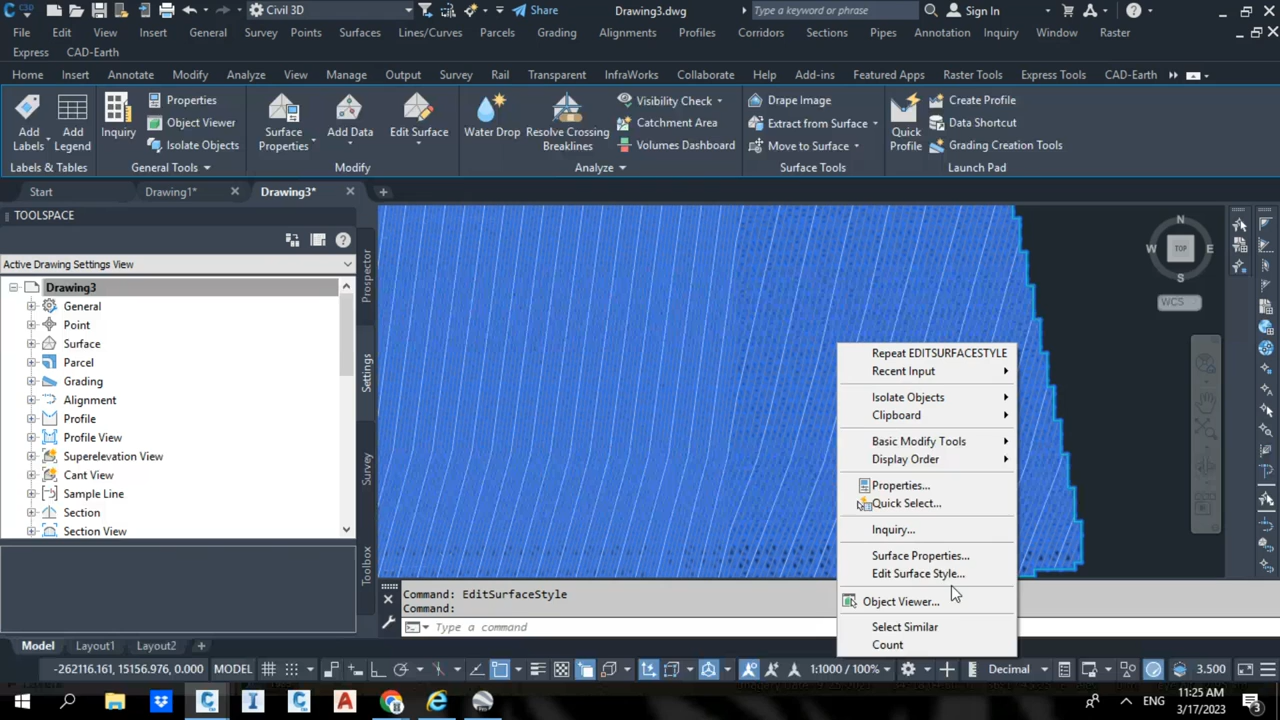 C3D
Civil 3D
Share
Drawing3.dwg
Type a keyword or phrase
Sign In
File Edit View Insert General Survey Points Surfaces Lines/Curves Parcels Grading Alignments Profiles Corridors Sections Pipes Annotation Inquiry Window Raster
Express CAD-Earth
Home Insert Annotate Modify Analyze View Manage Output Survey Rail Transparent InfraWorks Collaborate Help Add-ins Featured Apps Raster Tools Express Tools CAD-Earth
Add Labels
Add Legend
Labels & Tables
Inquiry
Properties
Object Viewer
Isolate Objects
General Tools
Surface Properties
Add Data
Edit Surface
Modify
Water Drop
Resolve Crossing Breaklines
Visibility Check
Catchment Area
Volumes Dashboard
Analyze
Drape Image
Extract from Surface
Move to Surface
Surface Tools
Quick Profile
Create Profile
Data Shortcut
Grading Creation Tools
Launch Pad
Start Drawing1* Drawing3*
TOOLSPACE
Active Drawing Settings View
Drawing3
General
Point
Surface
Parcel
Grading
Alignment
Profile
Profile View
Superelevation View
Cant View
Sample Line
Section
Section View
Prospector
Settings
Survey
Toolbox
N
W TOP E
S
WCS
Repeat EDITSURFACESTYLE
Recent Input
Isolate Objects
Clipboard
Basic Modify Tools
Display Order
Properties...
Quick Select...
Inquiry...
Surface Properties...
Edit Surface Style...
Object Viewer...
Select Similar
Count
Command: EditSurfaceStyle
Command:
Type a command
Model Layout1 Layout2
-262116.161, 15156.976, 0.000 MODEL 1:1000 / 100% Decimal 3.500
ENG
11:25 AM
3/17/2023